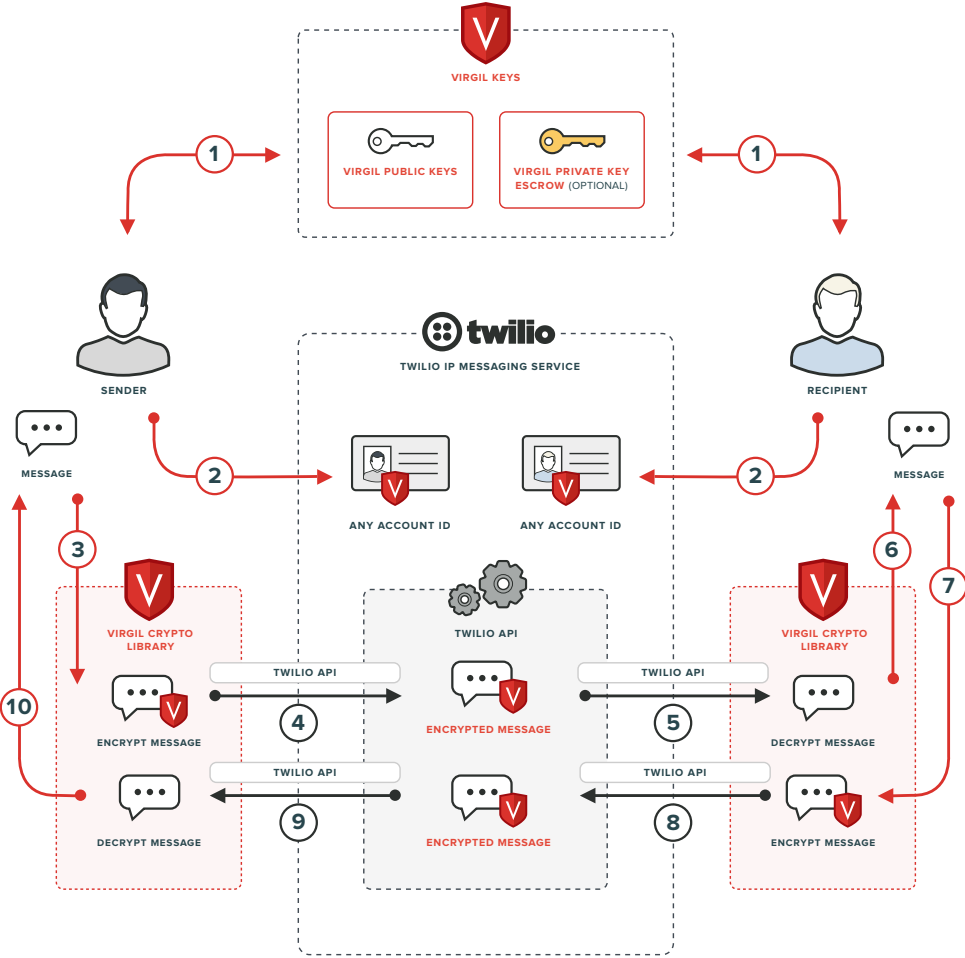 VIRGIL KEYS
VIRGIL PUBLIC KEYS
VIRGIL PRIVATE KEY
ESCROW (OPTIONAL)
1
1
SENDER
RECIPIENT
twilio
TWILIO IP MESSAGING SERVICE
MESSAGE
MESSAGE
2
2
ANY ACCOUNT ID
ANY ACCOUNT ID
3
6
7
VIRGIL CRYPTO
LIBRARY
TWILIO API
VIRGIL CRYPTO
LIBRARY
TWILIO API
TWILIO API
10
4
5
ENCRYPT MESSAGE
ENCRYPTED MESSAGE
DECRYPT MESSAGE
TWILIO API
TWILIO API
9
8
DECRYPT MESSAGE
ENCRYPTED MESSAGE
ENCRYPT MESSAGE